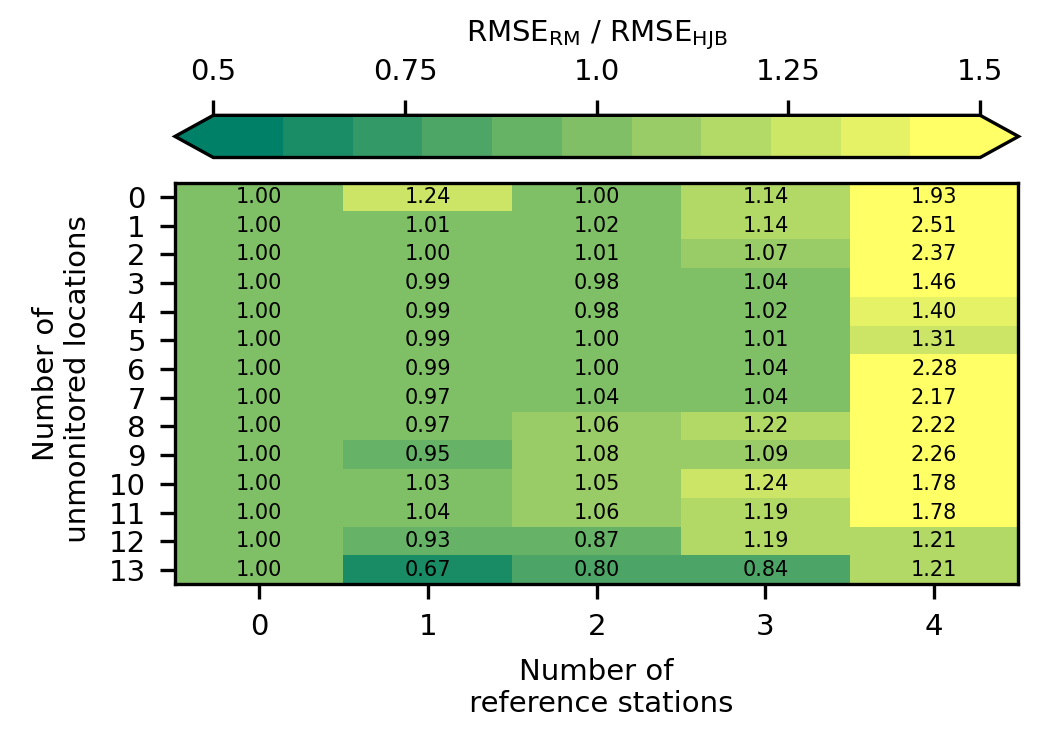 RMSE_RM / RMSE_HJB
0.5 0.75 1.0 1.25 1.5
Number of
unmonitored locations
0 1.00 1.24 1.00 1.14 1.93
1 1.00 1.01 1.02 1.14 2.51
2 1.00 1.00 1.01 1.07 2.37
3 1.00 0.99 0.98 1.04 1.46
4 1.00 0.99 0.98 1.02 1.40
5 1.00 0.99 1.00 1.01 1.31
6 1.00 0.99 1.00 1.04 2.28
7 1.00 0.97 1.04 1.04 2.17
8 1.00 0.97 1.06 1.22 2.22
9 1.00 0.95 1.08 1.09 2.26
10 1.00 1.03 1.05 1.24 1.78
11 1.00 1.04 1.06 1.19 1.78
12 1.00 0.93 0.87 1.19 1.21
13 1.00 0.67 0.80 0.84 1.21
0 1 2 3 4
Number of
reference stations